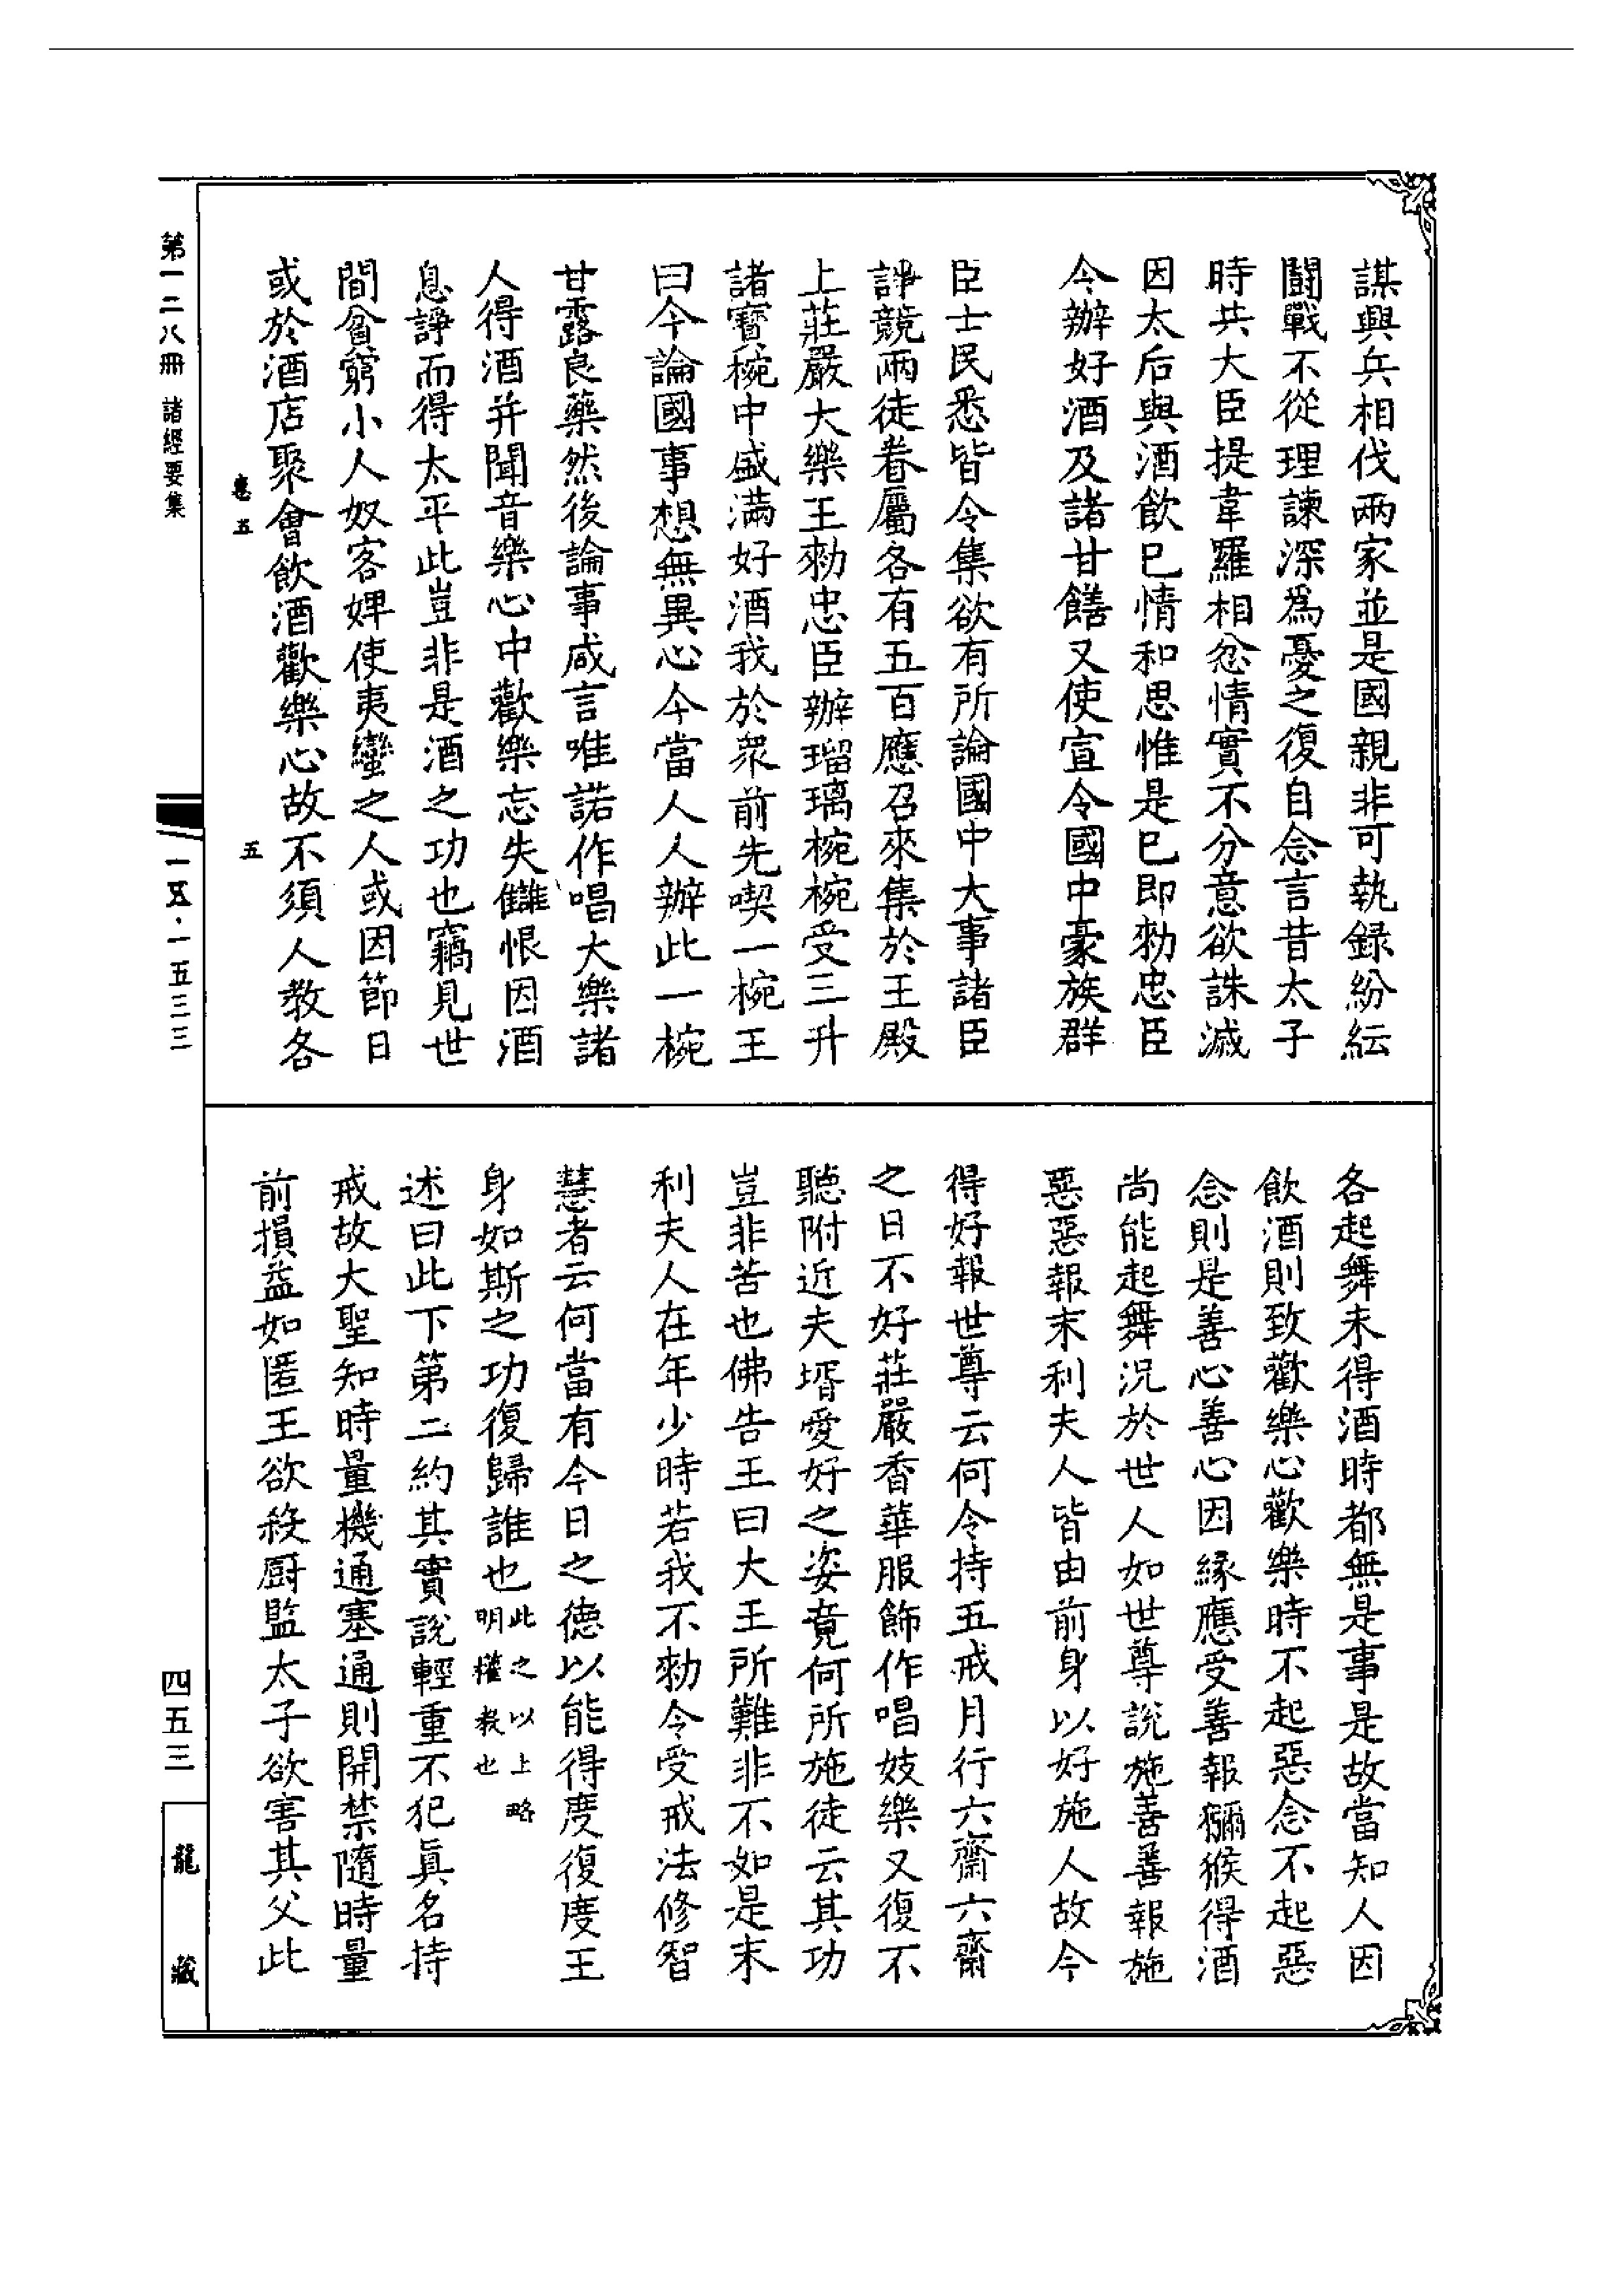 謀興兵相伐兩家並是國親非可執録紛紜
鬪戰不從理諫深爲憂之復自念言昔太子
時共大臣提韋羅相忿情實不分意欲誅滅
因太后與酒飲已情和思惟是已即勑忠臣
令辦好酒及諸甘饍又使宣令國中豪族群
臣士民悉皆令集欲有所論國中大事諸臣
諍競兩徒眷屬各有五百應召來集於王殿
上莊嚴大樂王勑忠臣辦瑠璃椀椀受三升
諸寶椀中盛滿好酒我於衆前先喫一椀王
曰今論國事想無異心今當人人辦此一椀
甘露良藥然後論事咸言唯諾作唱大樂諸
人得酒并聞音樂心中歡樂忘失讎恨因酒
息諍而得太平此豈非是酒之功也竊見世
間貧窮小人奴客婢使夷蠻之人或因節日
或於酒店聚會飲酒歡樂心故不須人教各
各起舞未得酒時都無是事是故當知人因
飲酒則致歡樂心歡樂時不起惡念不起惡
念則是善心善心因緣應受善報獼猴得酒
尚能起舞況於世人如世尊說施善善報施
惡惡報末利夫人皆由前身以好施人故今
得好報世尊云何令持五戒月行六齋六齋
之日不好莊嚴香華服飾作唱妓樂又復不
聽附近夫壻愛好之姿竟何所施徒云其功
豈非苦也佛告王曰大王所難非不如是末
利夫人在年少時若我不勑令受戒法修智
慧者云何當有今日之德以能得度復度王
身如斯之功復歸誰也此之以上略明權教也
述曰此下第二約其實說輕重不犯眞名持
戒故大聖知時量機通塞通則開禁隨時量
前損益如匿王欲殺厨監太子欲害其父此
第一二八冊 諸經要集
五
一五·一五三三
四五三
龍藏